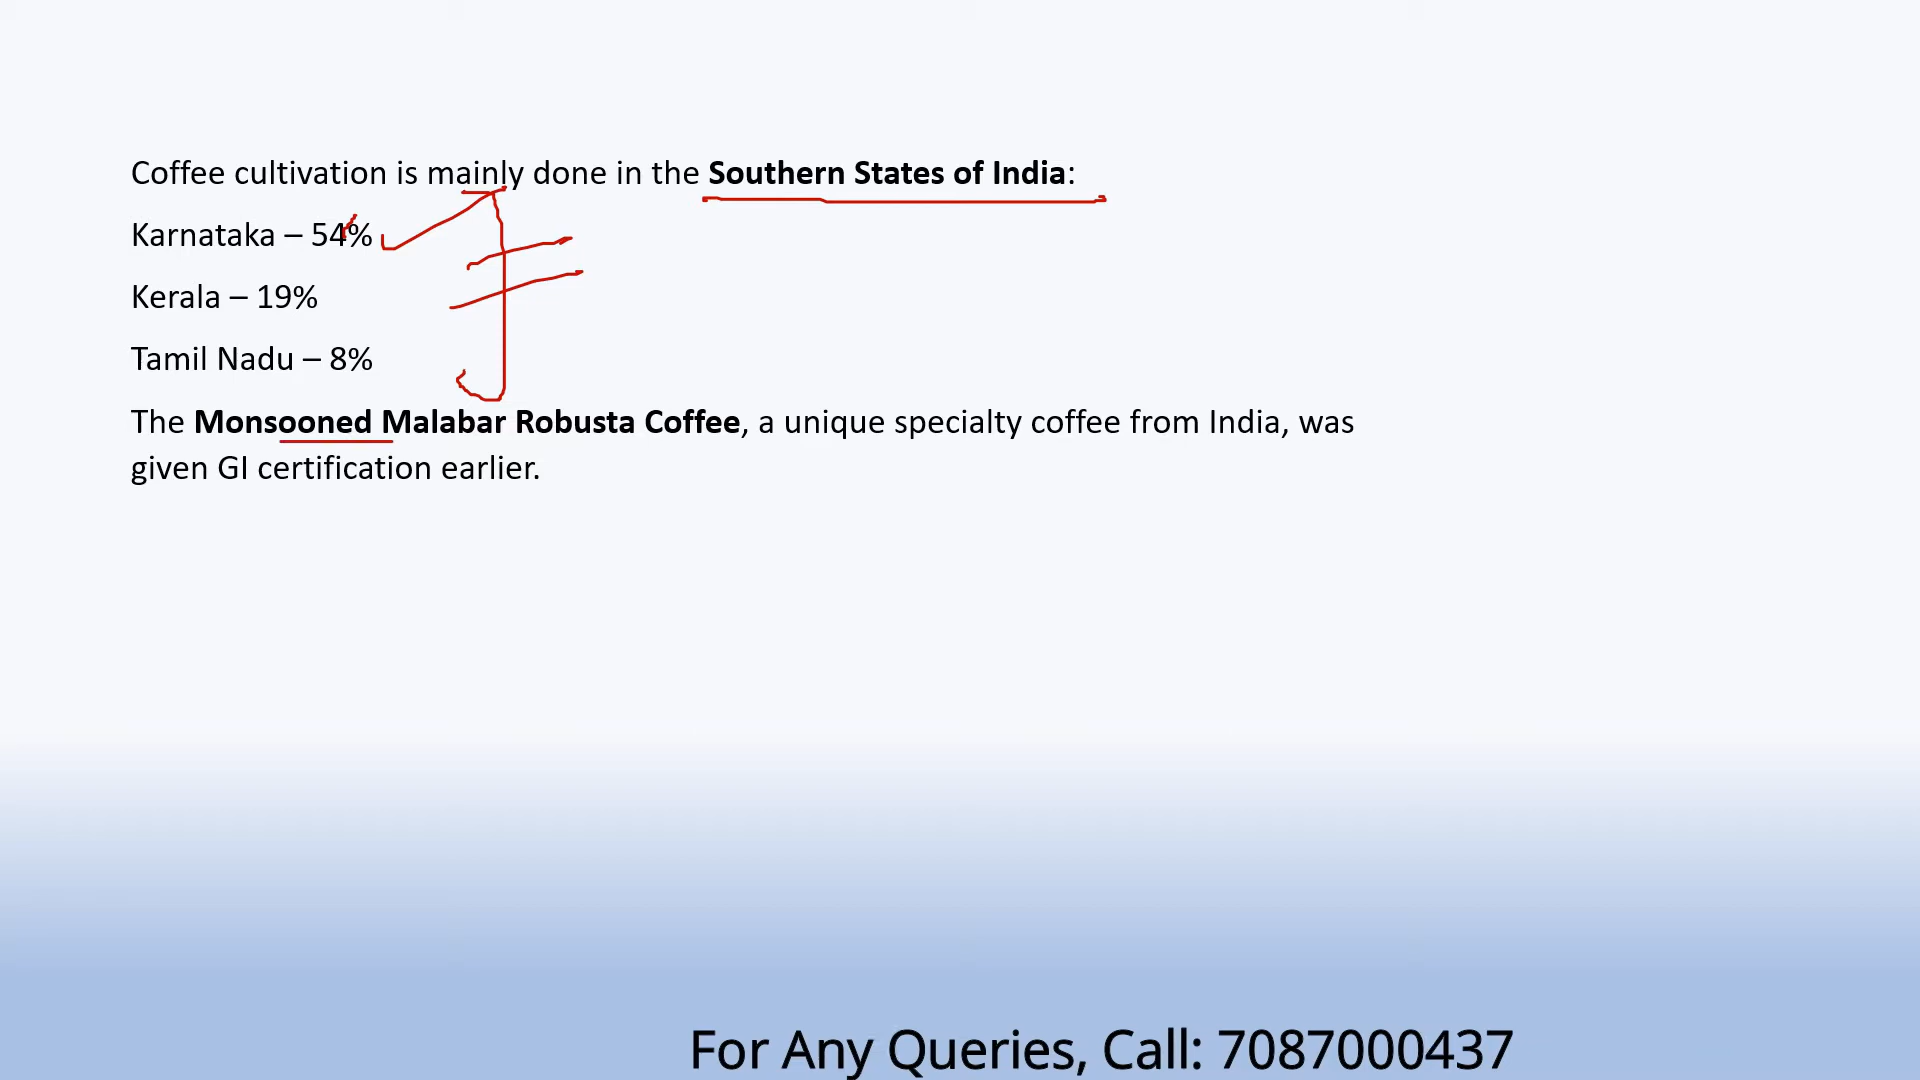 Coffee cultivation is mainly done in the Southern States of India:
Karnataka – 54%
Kerala – 19%
Tamil Nadu – 8%
The Monsooned Malabar Robusta Coffee, a unique specialty coffee from India, was
given GI certification earlier.
For Any Queries, Call: 7087000437